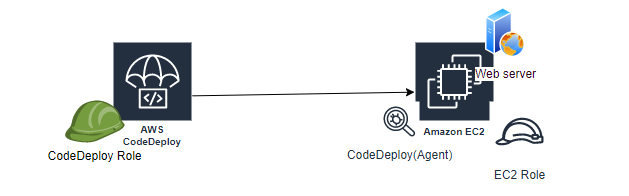 Web server
AWS
CodeDeploy
Amazon EC2
CodeDeploy Role
CodeDeploy(Agent)
EC2 Role